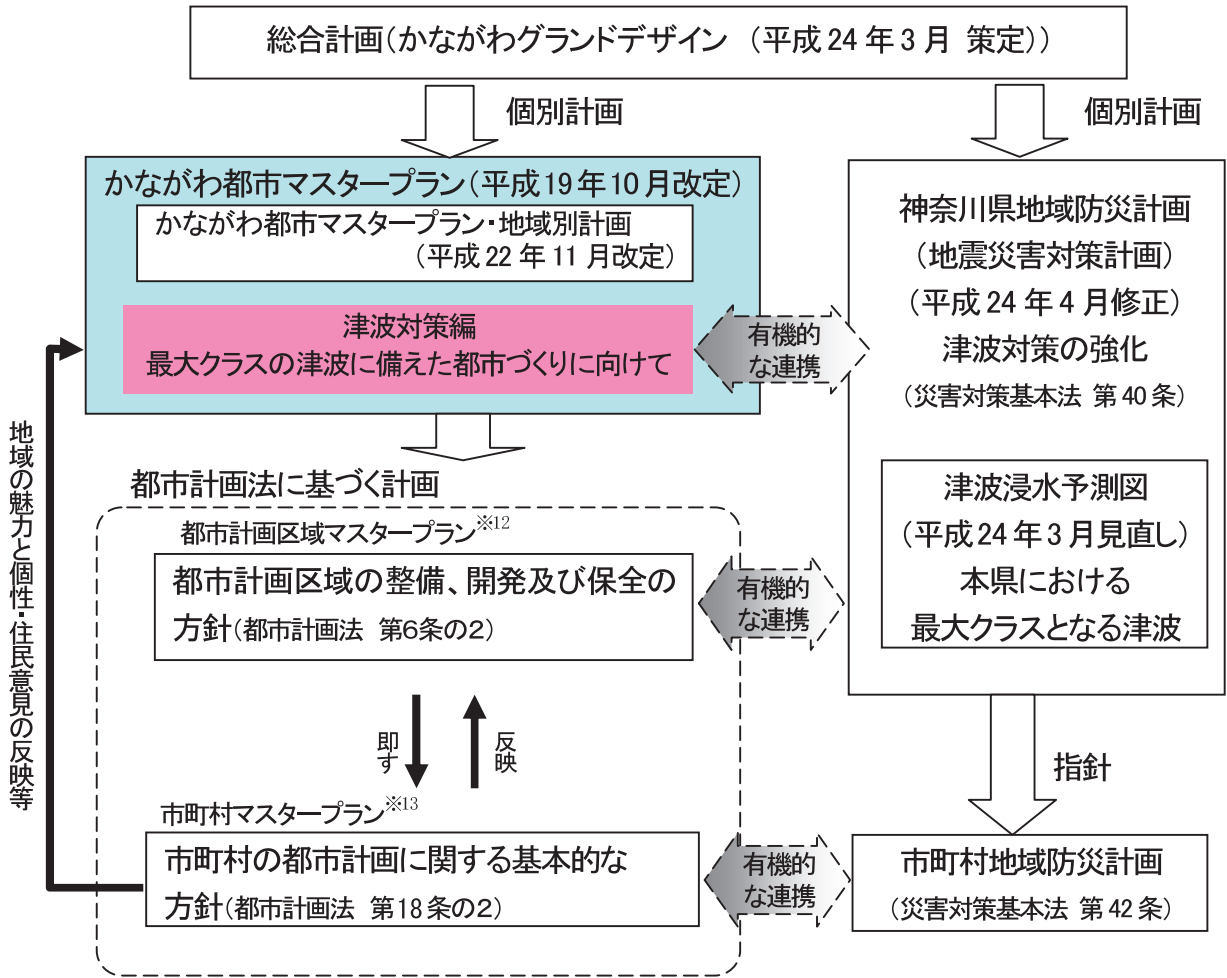 総合計画(かながわグランドデザイン （平成24年3月 策定))
個別計画
個別計画
かながわ都市マスタープラン(平成19年10月改定)
かながわ都市マスタープラン・地域別計画
(平成22年11月改定)
津波対策編
最大クラスの津波に備えた都市づくりに向けて
有機的
な連携
神奈川県地域防災計画
(地震災害対策計画)
(平成24年4月修正)
津波対策の強化
(災害対策基本法 第40条)
津波浸水予測図
(平成24年3月見直し)
本県における
最大クラスとなる津波
都市計画法に基づく計画
都市計画区域マスタープラン※12
都市計画区域の整備、開発及び保全の
方針(都市計画法 第6条の2)
有機的
な連携
即す
反映
指針
市町村マスタープラン※13
市町村の都市計画に関する基本的な
方針(都市計画法 第18条の2)
有機的
な連携
市町村地域防災計画
(災害対策基本法 第42条)
地域の魅力と個性・住民意見の反映等